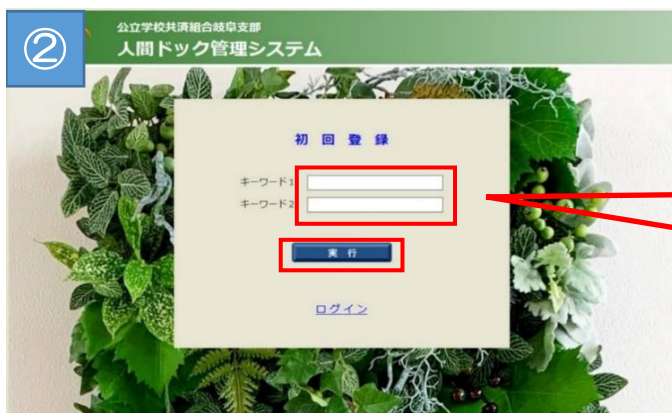 ②
公立学校共済組合岐阜支部
人間ドック管理システム
初回登録
キーワード1
キーワード2
実行
ログイン